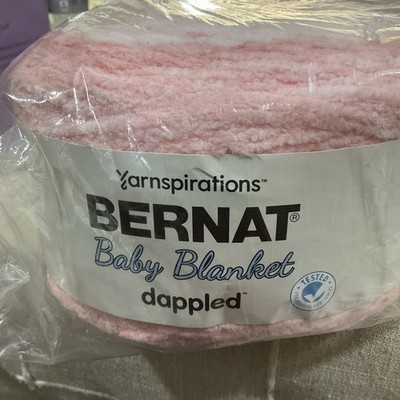 Yarnspirations™
BERNAT®
Baby Blanket
dappled™
TESTED